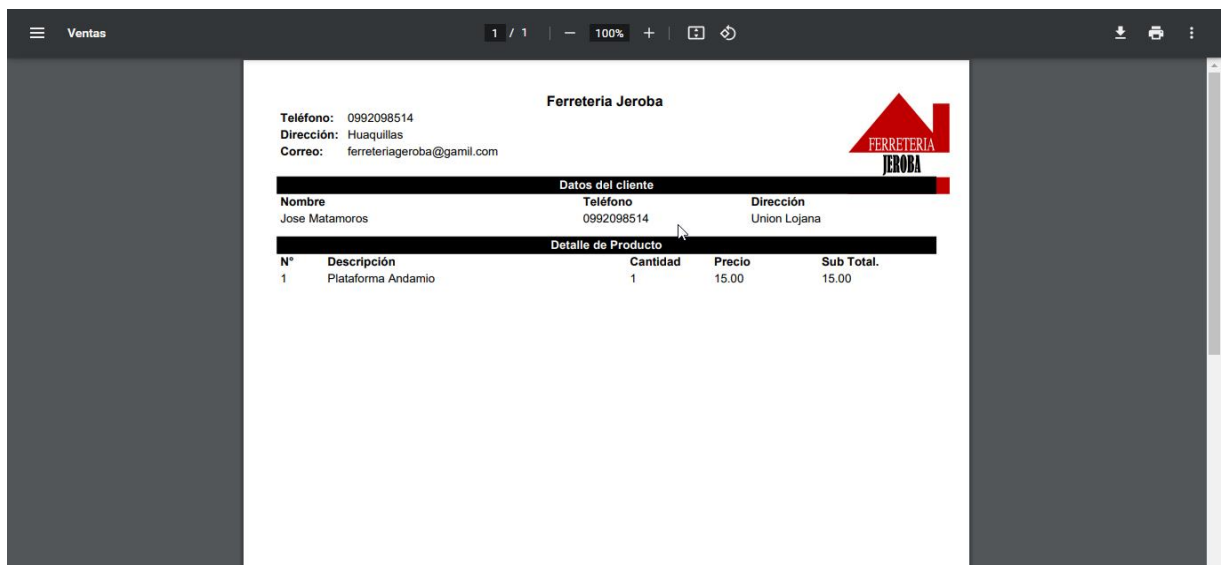 Ventas 1 / 1 | — 100% + |
Ferreteria Jeroba
Teléfono: 0992098514
Dirección: Huaquillas
Correo: ferreteriageroba@gamil.com
FERRETERIA
JEROBA
Datos del cliente
Nombre Teléfono Dirección
Jose Matamoros 0992098514 Union Lojana
Detalle de Producto
N° Descripción Cantidad Precio Sub Total.
1 Plataforma Andamio 1 15.00 15.00